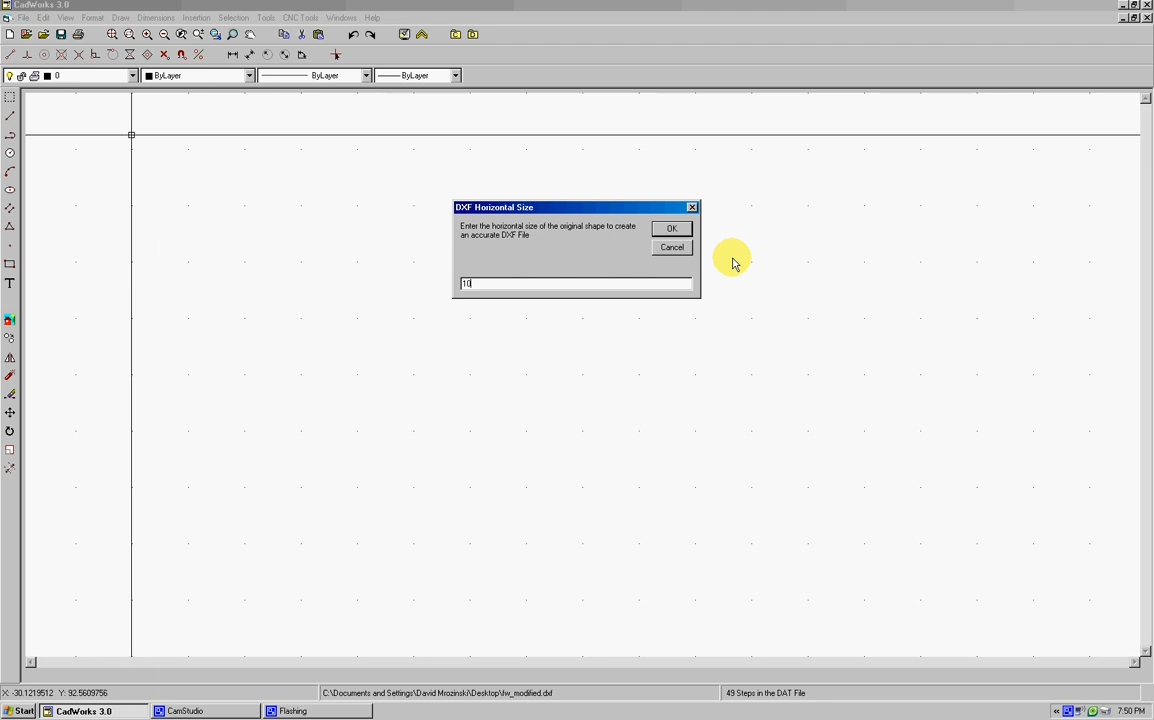 CadWorks 3.0
File Edit View Format Draw Dimensions Insertion Selection Tools CNC Tools Windows Help
0 ByLayer ByLayer ByLayer
DXF Horizontal Size
Enter the horizontal size of the original shape to create
an accurate DXF File
OK
Cancel
10
X: -30.1219512 Y: 92.5609756 C:\Documents and Settings\David Mrozinski\Desktop\fw_modified.dxf 49 Steps in the DAT File
Start CadWorks 3.0 CamStudio Flashing 7:50 PM